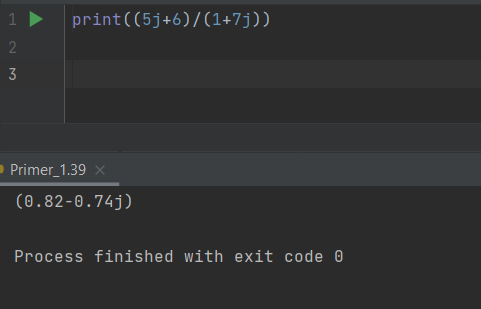 1 print((5j+6)/(1+7j))
2
3
Primer_1.39 ×
(0.82-0.74j)
Process finished with exit code 0